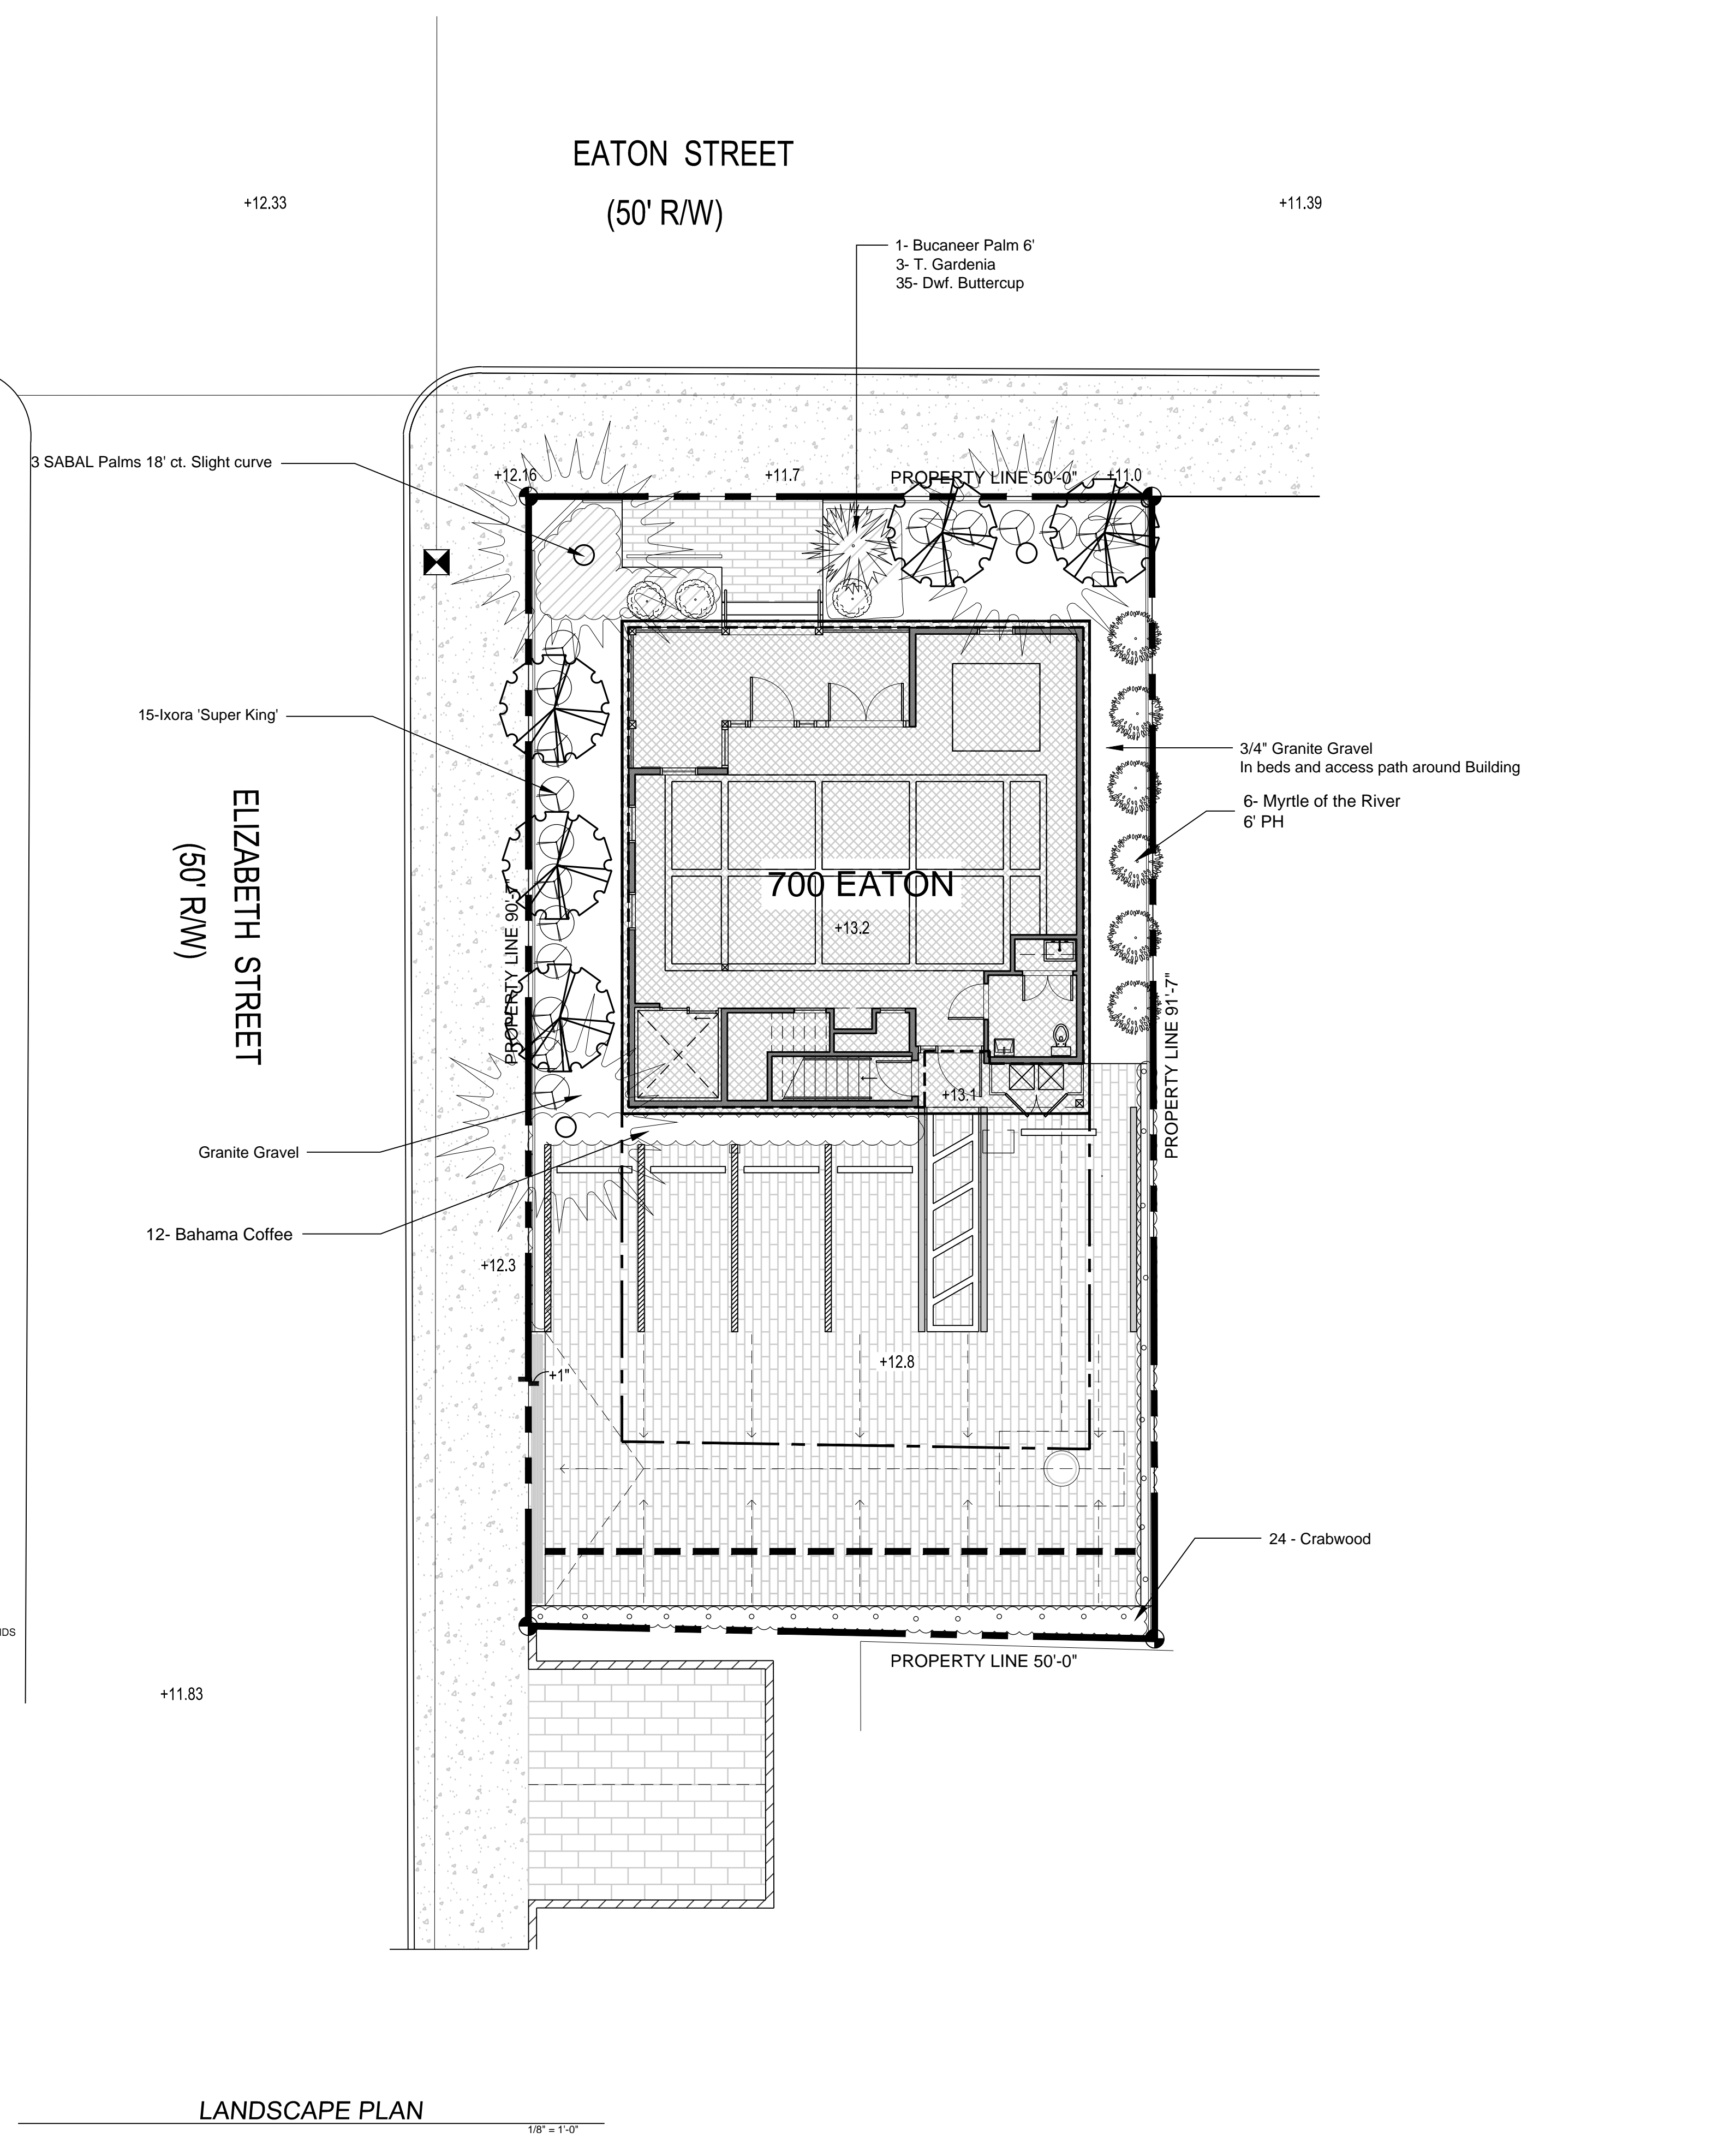 EATON STREET
(50' R/W)
+12.33
+11.39
1- Bucaneer Palm 6'
3- T. Gardenia
35- Dwf. Buttercup
3 SABAL Palms 18' ct. Slight curve
+12.16
+11.7
PROPERTY LINE 50'-0"
+11.0
15-Ixora 'Super King'
3/4" Granite Gravel
In beds and access path around Building
6- Myrtle of the River
6' PH
ELIZABETH STREET
(50' R/W)
700 EATON
+13.2
PROPERTY LINE
PROPERTY LINE 91'-7"
+13.1
Granite Gravel
12- Bahama Coffee
+12.3
+12.8
+1"
24 - Crabwood
PROPERTY LINE 50'-0"
+11.83
LANDSCAPE PLAN
1/8" = 1'-0"